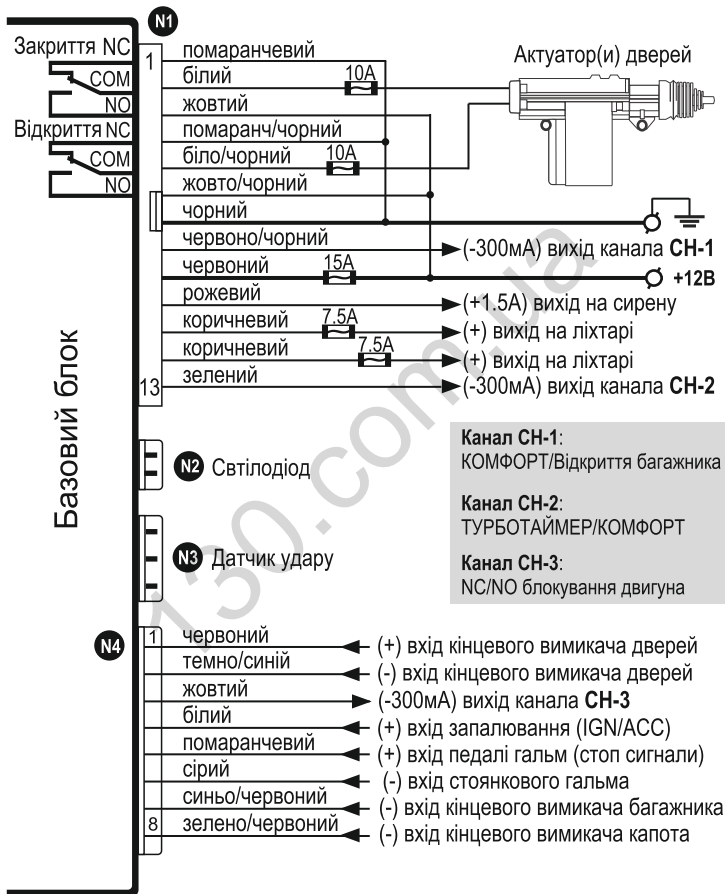 N1
Закриття NC
COM
NO
Відкриття NC
COM
NO
Базовий блок
1
помаранчевий
білий
10A
жовтий
помаранч/чорний
біло/чорний
10A
жовто/чорний
чорний
червоно/чорний
(-300мА) вихід канала CH-1
червоний
15A
+12В
рожевий
(+1.5А) вихід на сирену
коричневий
7.5A
(+) вихід на ліхтарі
коричневий
7.5A
(+) вихід на ліхтарі
13
зелений
(-300мА) вихід канала CH-2
Актуатор(и) дверей
Канал CH-1:
КОМФОРТ/Відкриття багажника
Канал CH-2:
ТУРБОТАЙМЕР/КОМФОРТ
Канал CH-3:
NC/NO блокування двигуна
N2 Свтілодіод
N3 Датчик удару
N4
1
червоний
(+) вхід кінцевого вимикача дверей
темно/синій
(-) вхід кінцевого вимикача дверей
жовтий
(-300мА) вихід канала CH-3
білий
(+) вхід запалювання (IGN/ACC)
помаранчевий
(+) вхід педалі гальм (стоп сигнали)
сірий
(-) вхід стоянкового гальма
синьо/червоний
(-) вхід кінцевого вимикача багажника
8
зелено/червоний
(-) вхід кінцевого вимикача капота
130.com.ua